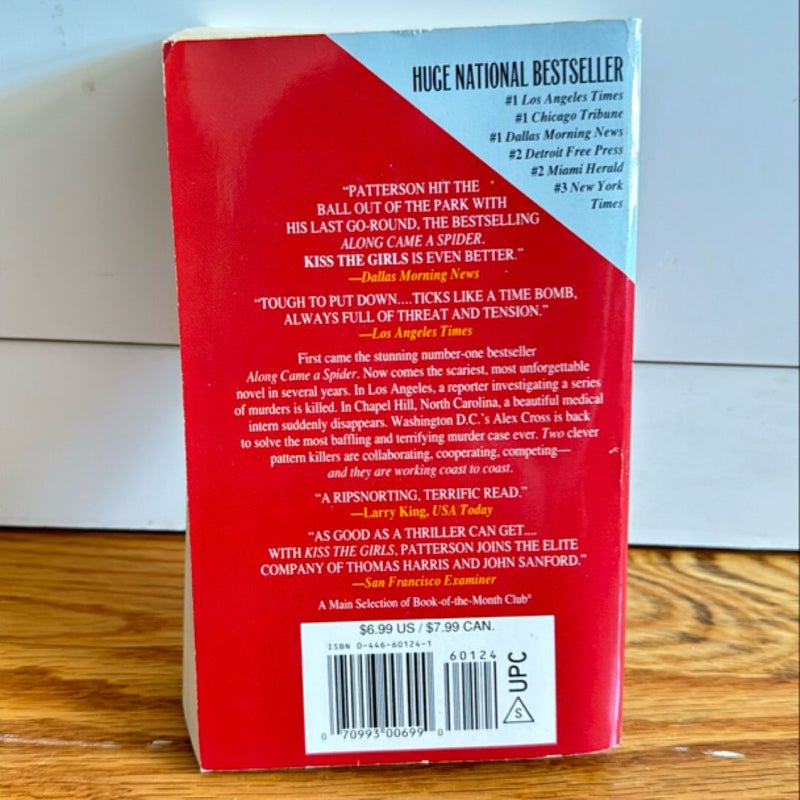 HUGE NATIONAL BESTSELLER
#1 Los Angeles Times
#1 Chicago Tribune
#1 Dallas Morning News
#2 Detroit Free Press
#2 Miami Herald
#3 New York
Times
“PATTERSON HIT THE
BALL OUT OF THE PARK WITH
HIS LAST GO-ROUND, THE BESTSELLING
ALONG CAME A SPIDER.
KISS THE GIRLS IS EVEN BETTER.”
—Dallas Morning News
“TOUGH TO PUT DOWN....TICKS LIKE A TIME BOMB,
ALWAYS FULL OF THREAT AND TENSION.”
—Los Angeles Times
First came the stunning number-one bestseller
Along Came a Spider. Now comes the scariest, most unforgettable
novel in several years. In Los Angeles, a reporter investigating a series
of murders is killed. In Chapel Hill, North Carolina, a beautiful medical
intern suddenly disappears. Washington D.C.’s Alex Cross is back
to solve the most baffling and terrifying murder case ever. Two clever
pattern killers are collaborating, cooperating, competing—
and they are working coast to coast.
“A RIPSNORTING, TERRIFIC READ.”
—Larry King, USA Today
“AS GOOD AS A THRILLER CAN GET....
WITH KISS THE GIRLS, PATTERSON JOINS THE ELITE
COMPANY OF THOMAS HARRIS AND JOHN SANFORD.”
—San Francisco Examiner
A Main Selection of Book-of-the-Month Club®
$6.99 US / $7.99 CAN.
ISBN 0-446-60124-1
60124
UPC
S
0 70993 00699 0